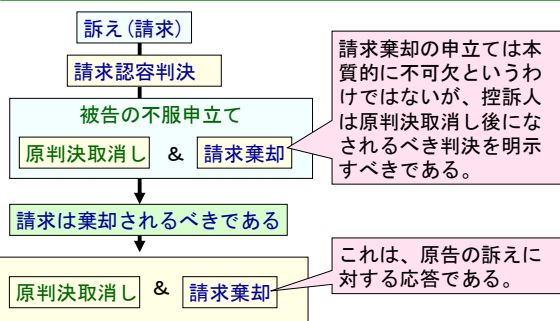 訴え(請求)
請求認容判決
被告の不服申立て
原判決取消し & 請求棄却
請求棄却の申立ては本
質的に不可欠というわ
けではないが、控訴人
は原判決取消し後にな
されるべき判決を明示
すべきである。
請求は棄却されるべきである
原判決取消し & 請求棄却
これは、原告の訴えに
対する応答である。